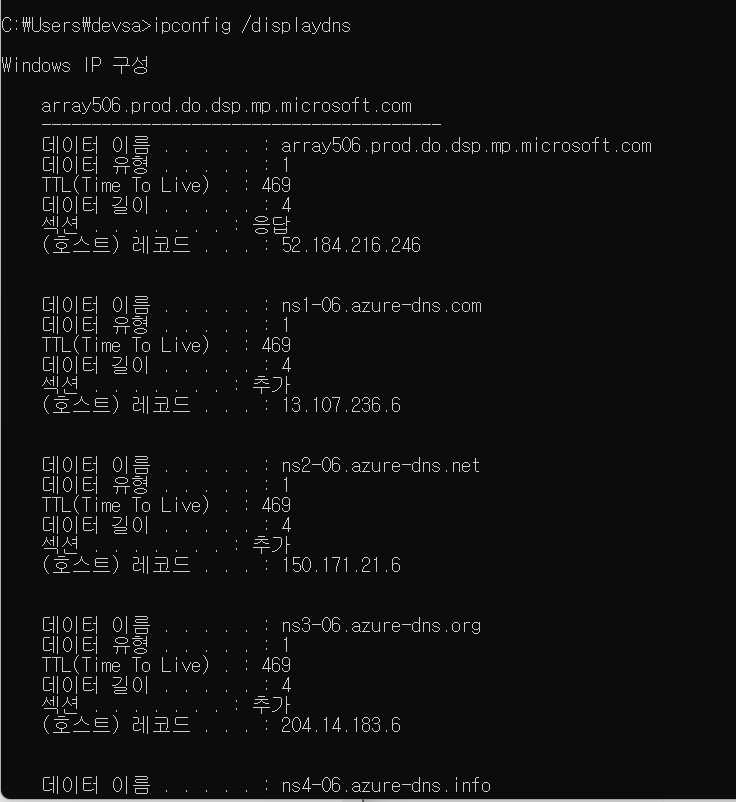 C:₩Users₩devsa>ipconfig /displaydns
Windows IP 구성
array506.prod.do.dsp.mp.microsoft.com
----------------------------------------
데이터 이름 . . . . . : array506.prod.do.dsp.mp.microsoft.com
데이터 유형 . . . . . : 1
TTL(Time To Live) . : 469
데이터 길이 . . . . . : 4
섹션 . . . . . . . : 응답
(호스트) 레코드 . . . : 52.184.216.246
데이터 이름 . . . . . : ns1-06.azure-dns.com
데이터 유형 . . . . . : 1
TTL(Time To Live) . : 469
데이터 길이 . . . . . : 4
섹션 . . . . . . . : 추가
(호스트) 레코드 . . . : 13.107.236.6
데이터 이름 . . . . . : ns2-06.azure-dns.net
데이터 유형 . . . . . : 1
TTL(Time To Live) . : 469
데이터 길이 . . . . . : 4
섹션 . . . . . . . : 추가
(호스트) 레코드 . . . : 150.171.21.6
데이터 이름 . . . . . : ns3-06.azure-dns.org
데이터 유형 . . . . . : 1
TTL(Time To Live) . : 469
데이터 길이 . . . . . : 4
섹션 . . . . . . . : 추가
(호스트) 레코드 . . . : 204.14.183.6
데이터 이름 . . . . . : ns4-06.azure-dns.info